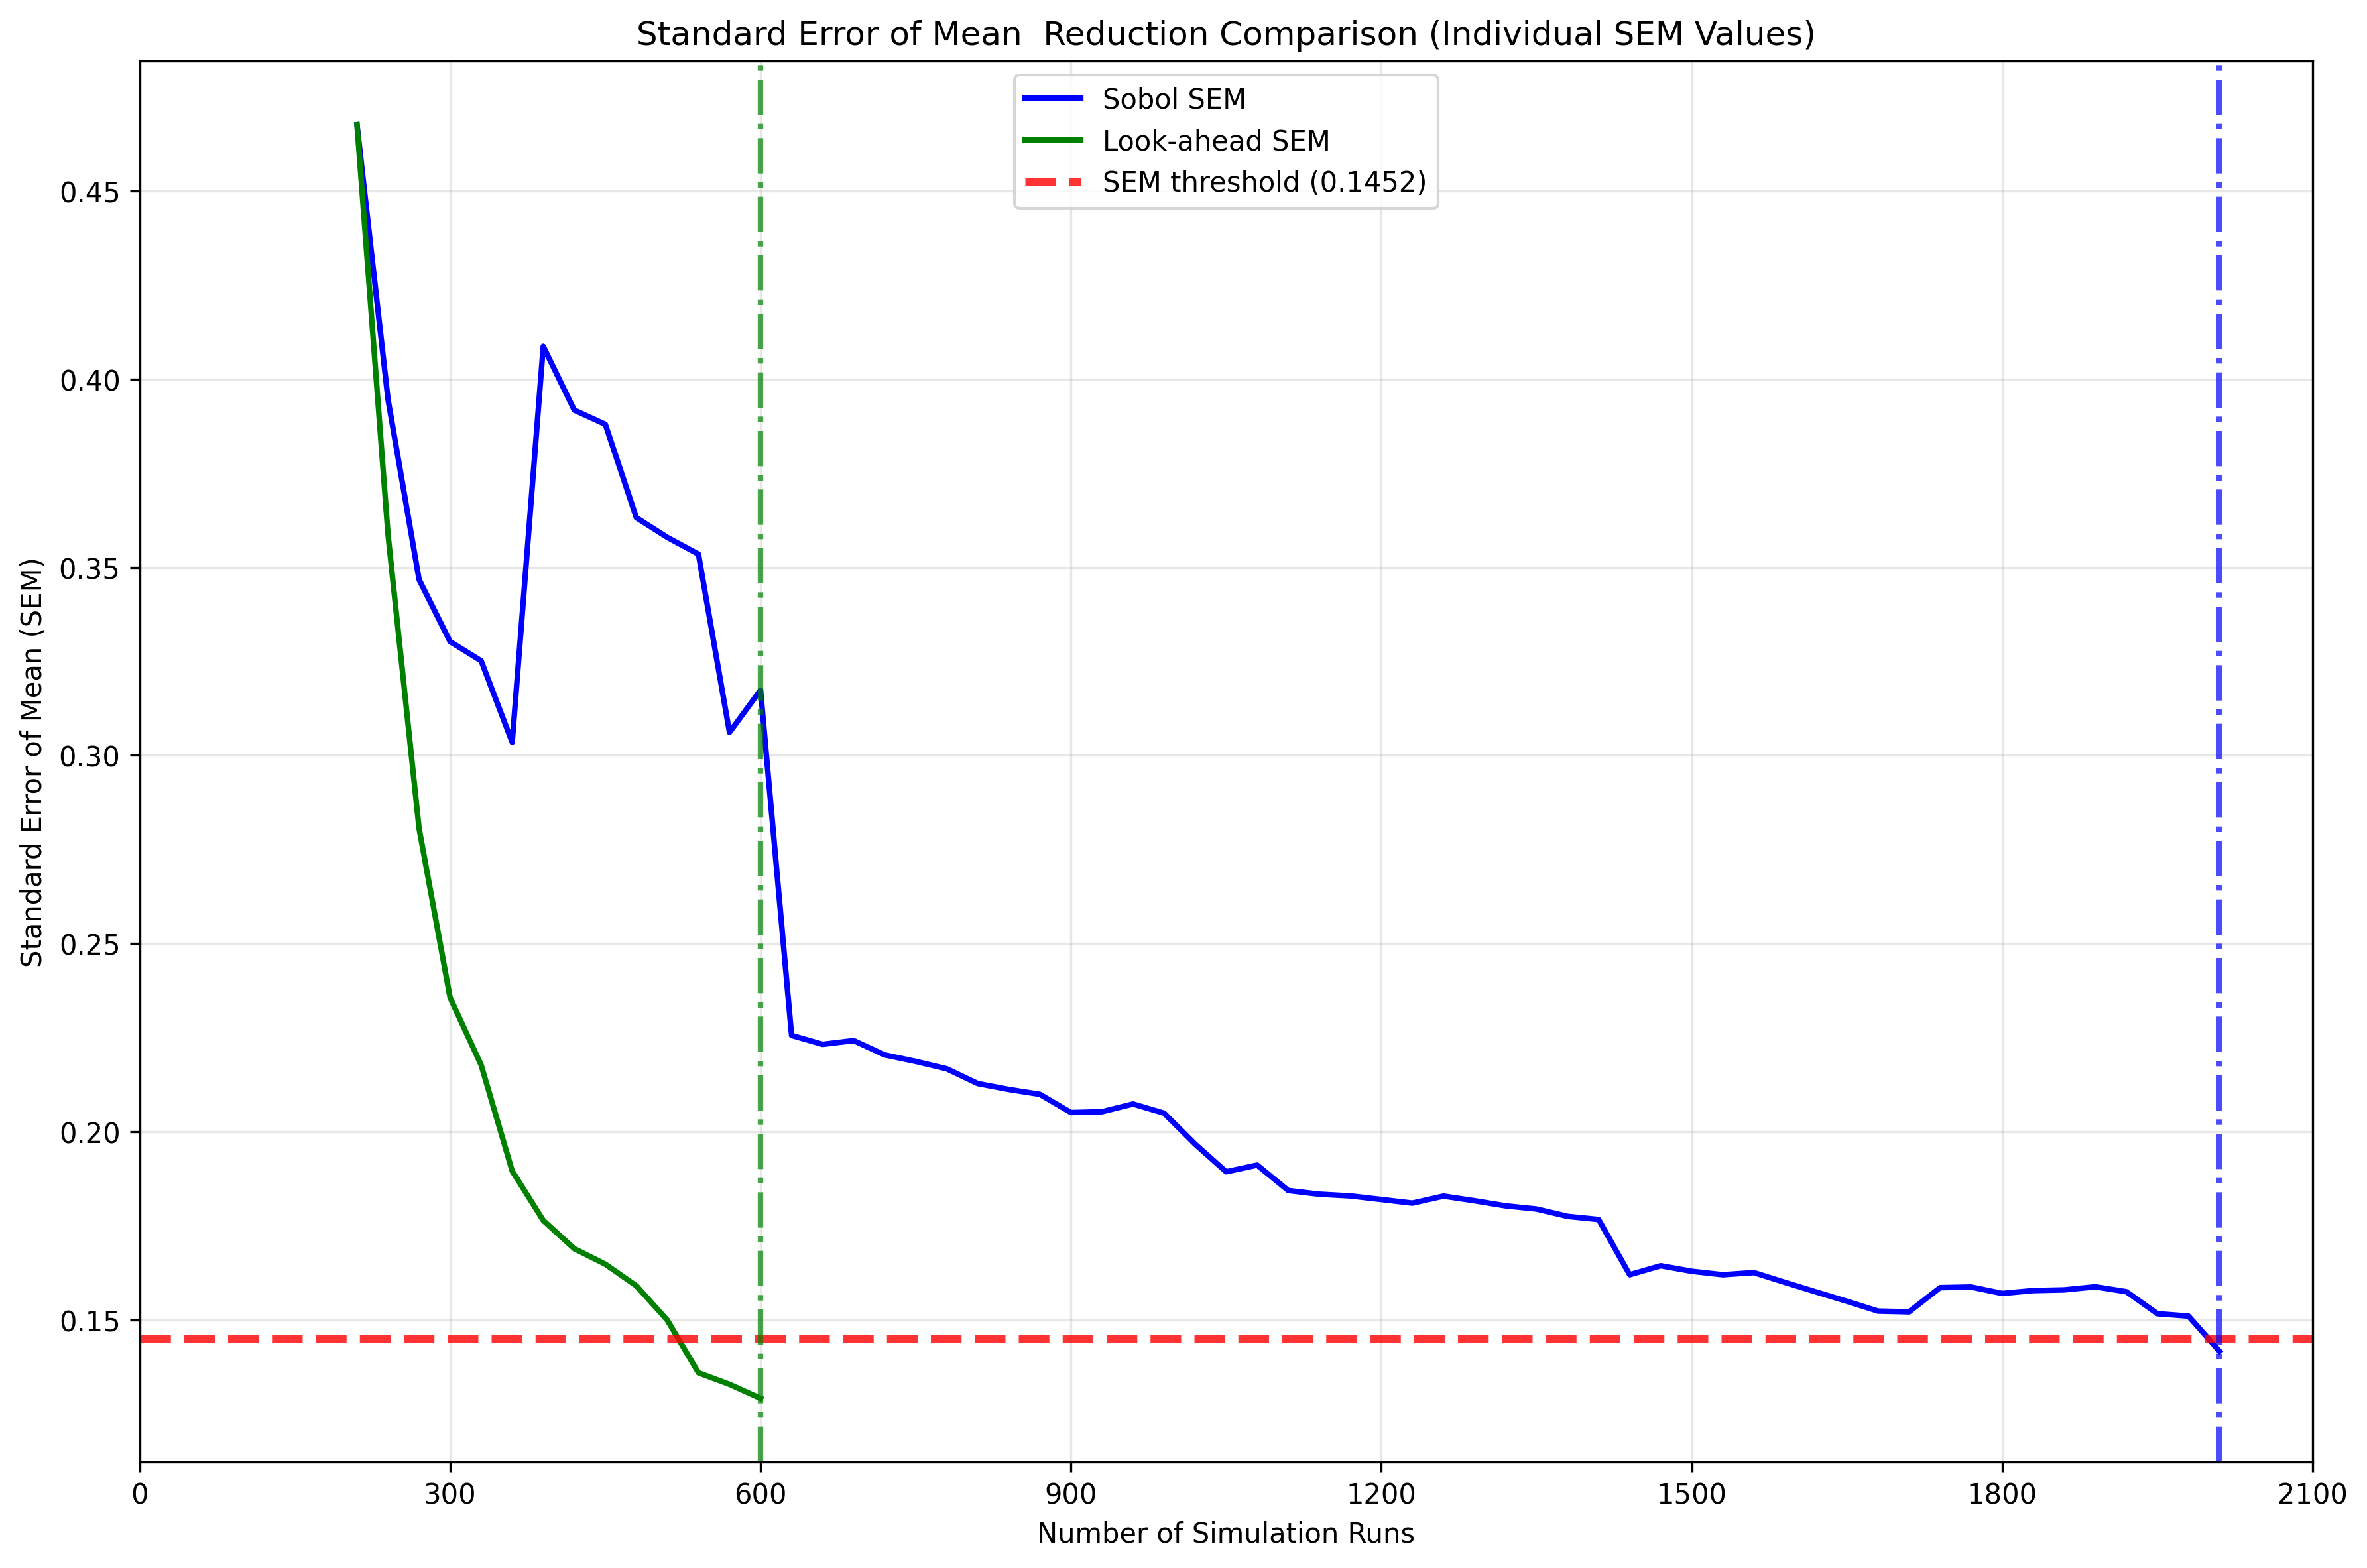 Standard Error of Mean  Reduction Comparison (Individual SEM Values)
Sobol SEM
Look-ahead SEM
SEM threshold (0.1452)
Standard Error of Mean (SEM)
0.45
0.40
0.35
0.30
0.25
0.20
0.15
0 300 600 900 1200 1500 1800 2100
Number of Simulation Runs